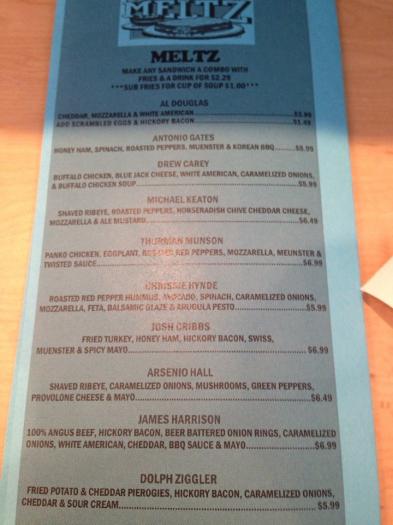 MELTZ
MELTZ
MAKE ANY SANDWICH A COMBO WITH
FRIES & A DRINK FOR $2.29
***SUB FRIES FOR CUP OF SOUP $1.00***
AL DOUGLAS
CHEDDAR, MOZZARELLA & WHITE AMERICAN
ADD SCRAMBLED EGGS & HICKORY BACON $1.49
ANTONIO GATES
HONEY HAM, SPINACH, ROASTED PEPPERS, MUENSTER & KOREAN BBQ $5.99
DREW CAREY
BUFFALO CHICKEN, BLUE JACK CHEESE, WHITE AMERICAN, CARAMELIZED ONIONS,
& BUFFALO CHICKEN SOUP $5.99
MICHAEL KEATON
SHAVED RIBEYE, ROASTED PEPPERS, HORSERADISH CHIVE CHEDDAR CHEESE,
MOZZARELLA & ALE MUSTARD $6.49
THURMAN MUNSON
PANKO CHICKEN, EGGPLANT, ROASTED RED PEPPERS, MOZZARELLA, MEUNSTER &
TWISTED SAUCE $6.99
CHRISSIE HYNDE
ROASTED RED PEPPER HUMMUS, AVOCADO, SPINACH, CARAMELIZED ONIONS,
MOZZARELLA, FETA, BALSAMIC GLAZE & ARUGULA PESTO $5.99
JOSH CRIBBS
FRIED TURKEY, HONEY HAM, HICKORY BACON, SWISS,
MUENSTER & SPICY MAYO $6.99
ARSENIO HALL
SHAVED RIBEYE, CARAMELIZED ONIONS, MUSHROOMS, GREEN PEPPERS,
PROVOLONE CHEESE & MAYO $6.49
JAMES HARRISON
100% ANGUS BEEF, HICKORY BACON, BEER BATTERED ONION RINGS, CARAMELIZED
ONIONS, WHITE AMERICAN, CHEDDAR, BBQ SAUCE & MAYO $6.99
DOLPH ZIGGLER
FRIED POTATO & CHEDDAR PIEROGIES, HICKORY BACON, CARAMELIZED ONIONS,
CHEDDAR & SOUR CREAM $5.99